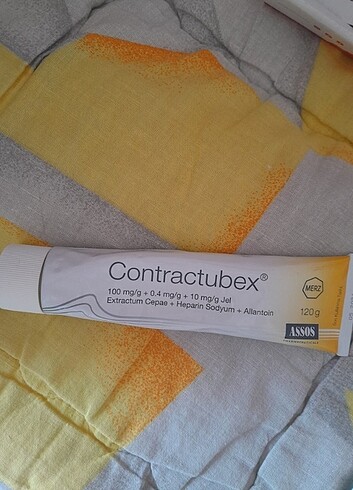 Contractubex®
MERZ
100 mg/g + 0.4 mg/g + 10 mg/g Jel
Extractum Cepae + Heparin Sodyum + Allantoin
120 g
ASSOS